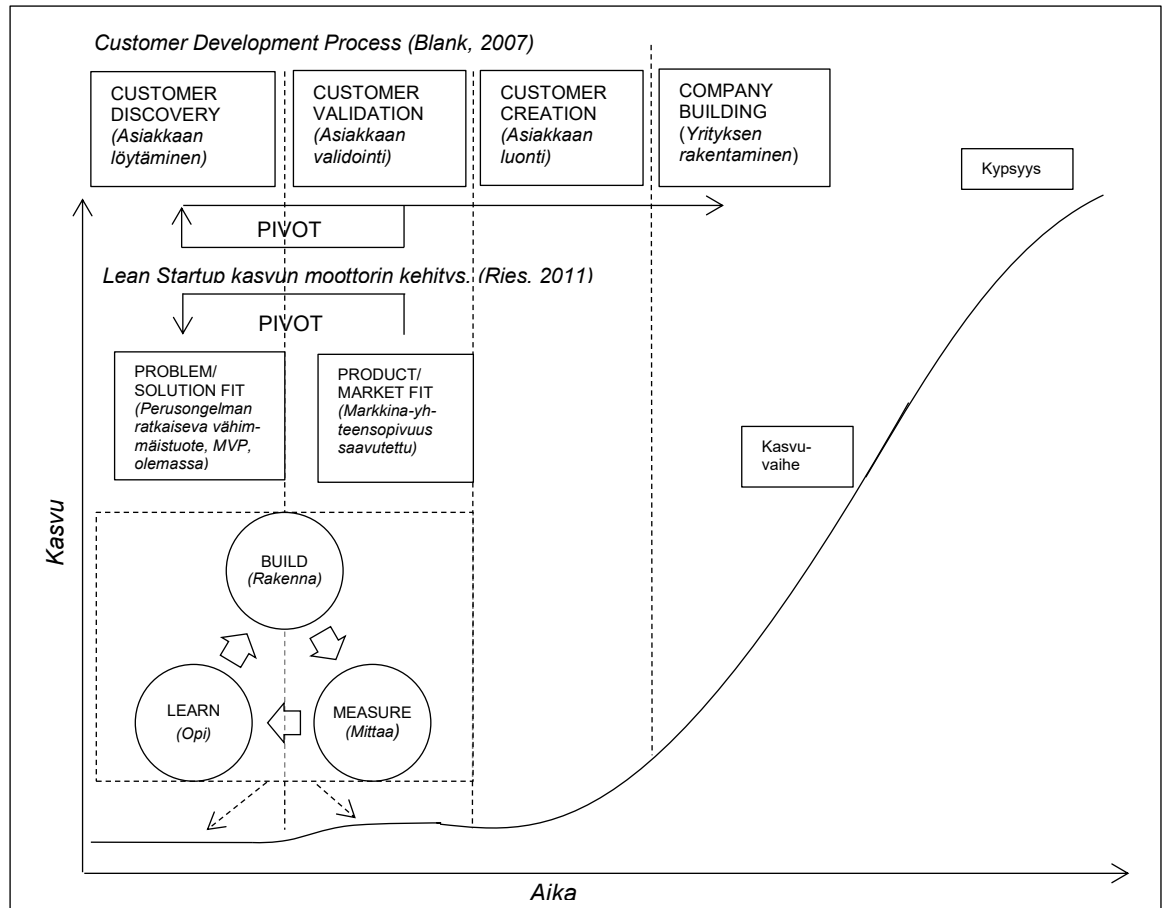 Customer Development Process (Blank, 2007)
CUSTOMER
DISCOVERY
(Asiakkaan
löytäminen)
CUSTOMER
VALIDATION
(Asiakkaan
validointi)
CUSTOMER
CREATION
(Asiakkaan
luonti)
COMPANY
BUILDING
(Yrityksen
rakentaminen)
Kypsyys
PIVOT
Lean Startup kasvun moottorin kehitys. (Ries, 2011)
PIVOT
PROBLEM/
SOLUTION FIT
(Perusongelman
ratkaiseva vähim-
mäistuote, MVP,
olemassa)
PRODUCT/
MARKET FIT
(Markkina-yh-
teensopivuus
saavutettu)
Kasvu-
vaihe
Kasvu
BUILD
(Rakenna)
LEARN
(Opi)
MEASURE
(Mittaa)
Aika